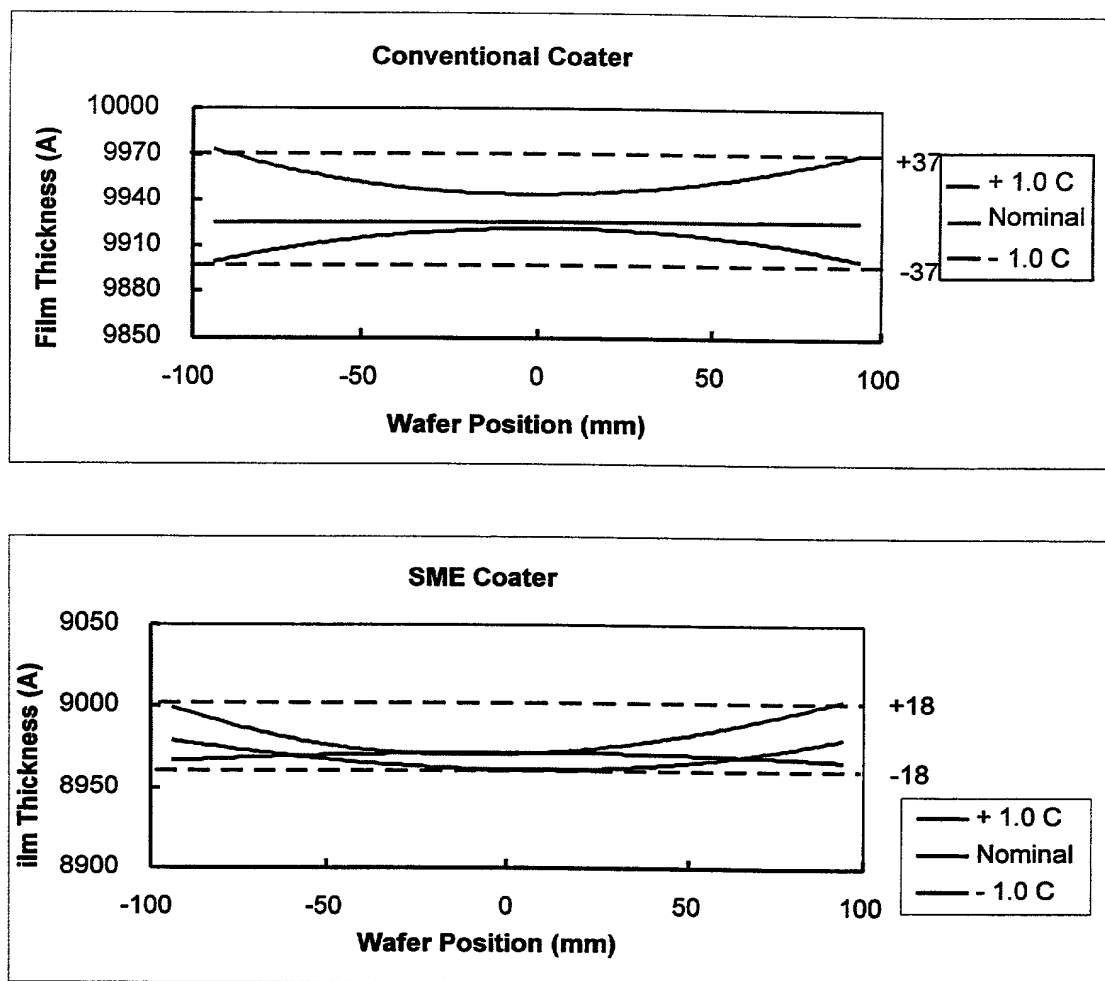 Conventional Coater
Film Thickness (A)
10000
9970
9940
9910
9880
9850
-100
-50
0
50
100
Wafer Position (mm)
+37
-37
+ 1.0 C
Nominal
- 1.0 C
SME Coater
ilm Thickness (A)
9050
9000
8950
8900
-100
-50
0
50
100
Wafer Position (mm)
+18
-18
+ 1.0 C
Nominal
- 1.0 C